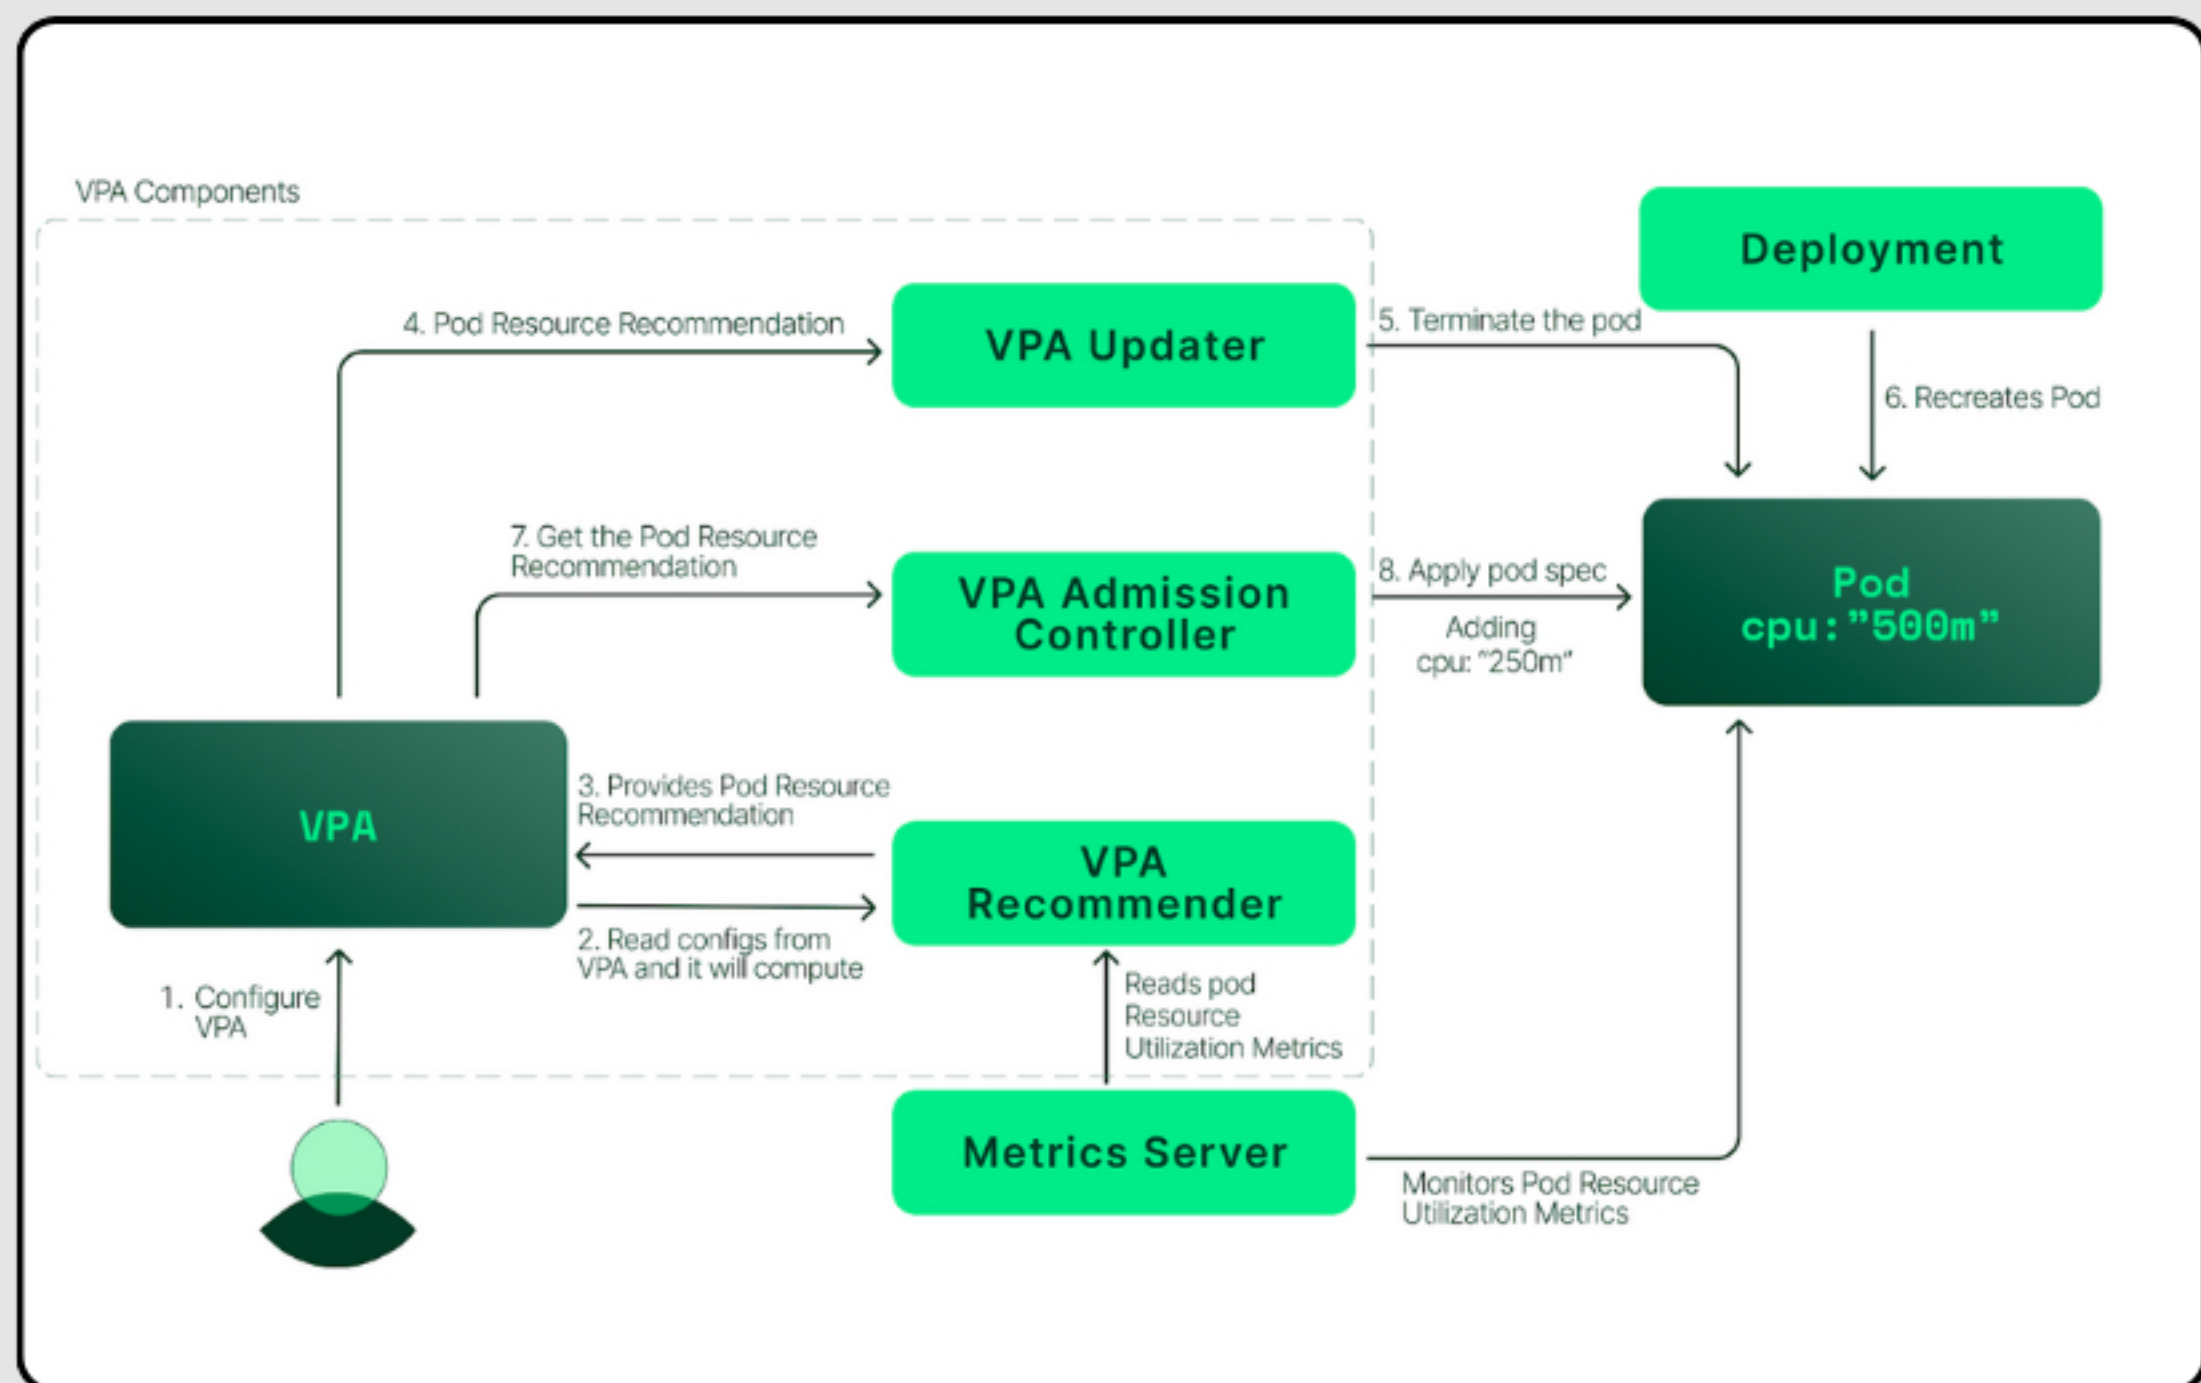 VPA Components
Deployment
4. Pod Resource Recommendation
VPA Updater
5. Terminate the pod
6. Recreates Pod
7. Get the Pod Resource
Recommendation
VPA Admission
Controller
8. Apply pod spec
Adding
cpu: “250m”
Pod
cpu:”500m”
VPA
3. Provides Pod Resource
Recommendation
VPA
Recommender
2. Read configs from
VPA and it will compute
1. Configure
VPA
Reads pod
Resource
Utilization Metrics
Metrics Server
Monitors Pod Resource
Utilization Metrics